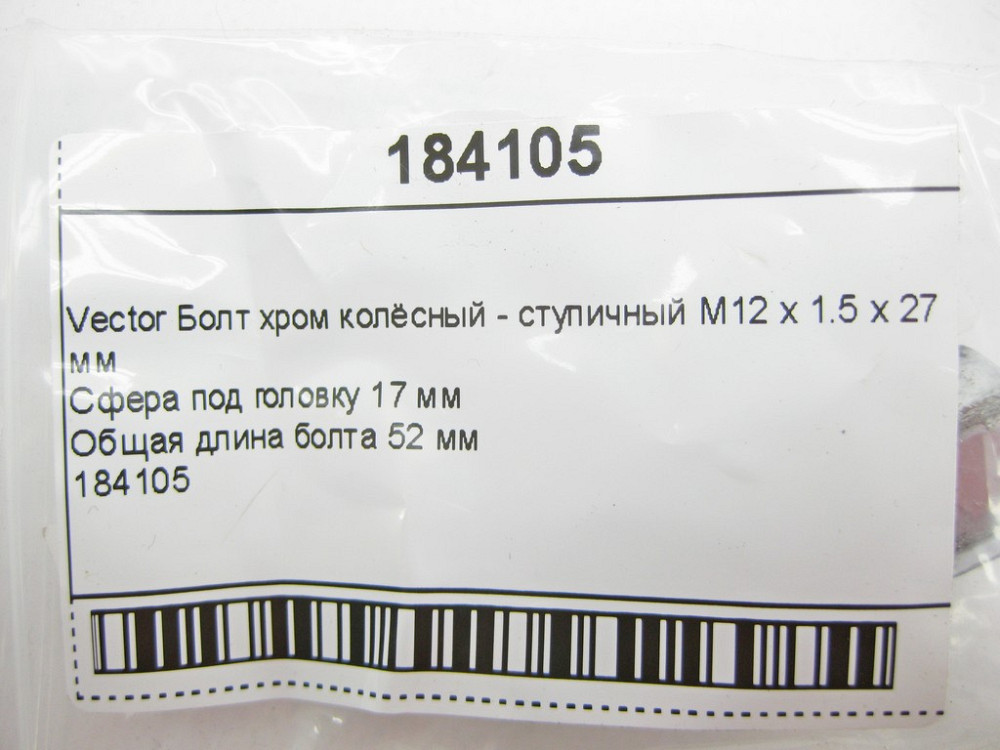 184105
Vector Болт хром колёсный - ступичный M12 x 1.5 x 27
мм
Сфера под головку 17 мм
Общая длина болта 52 мм
184105